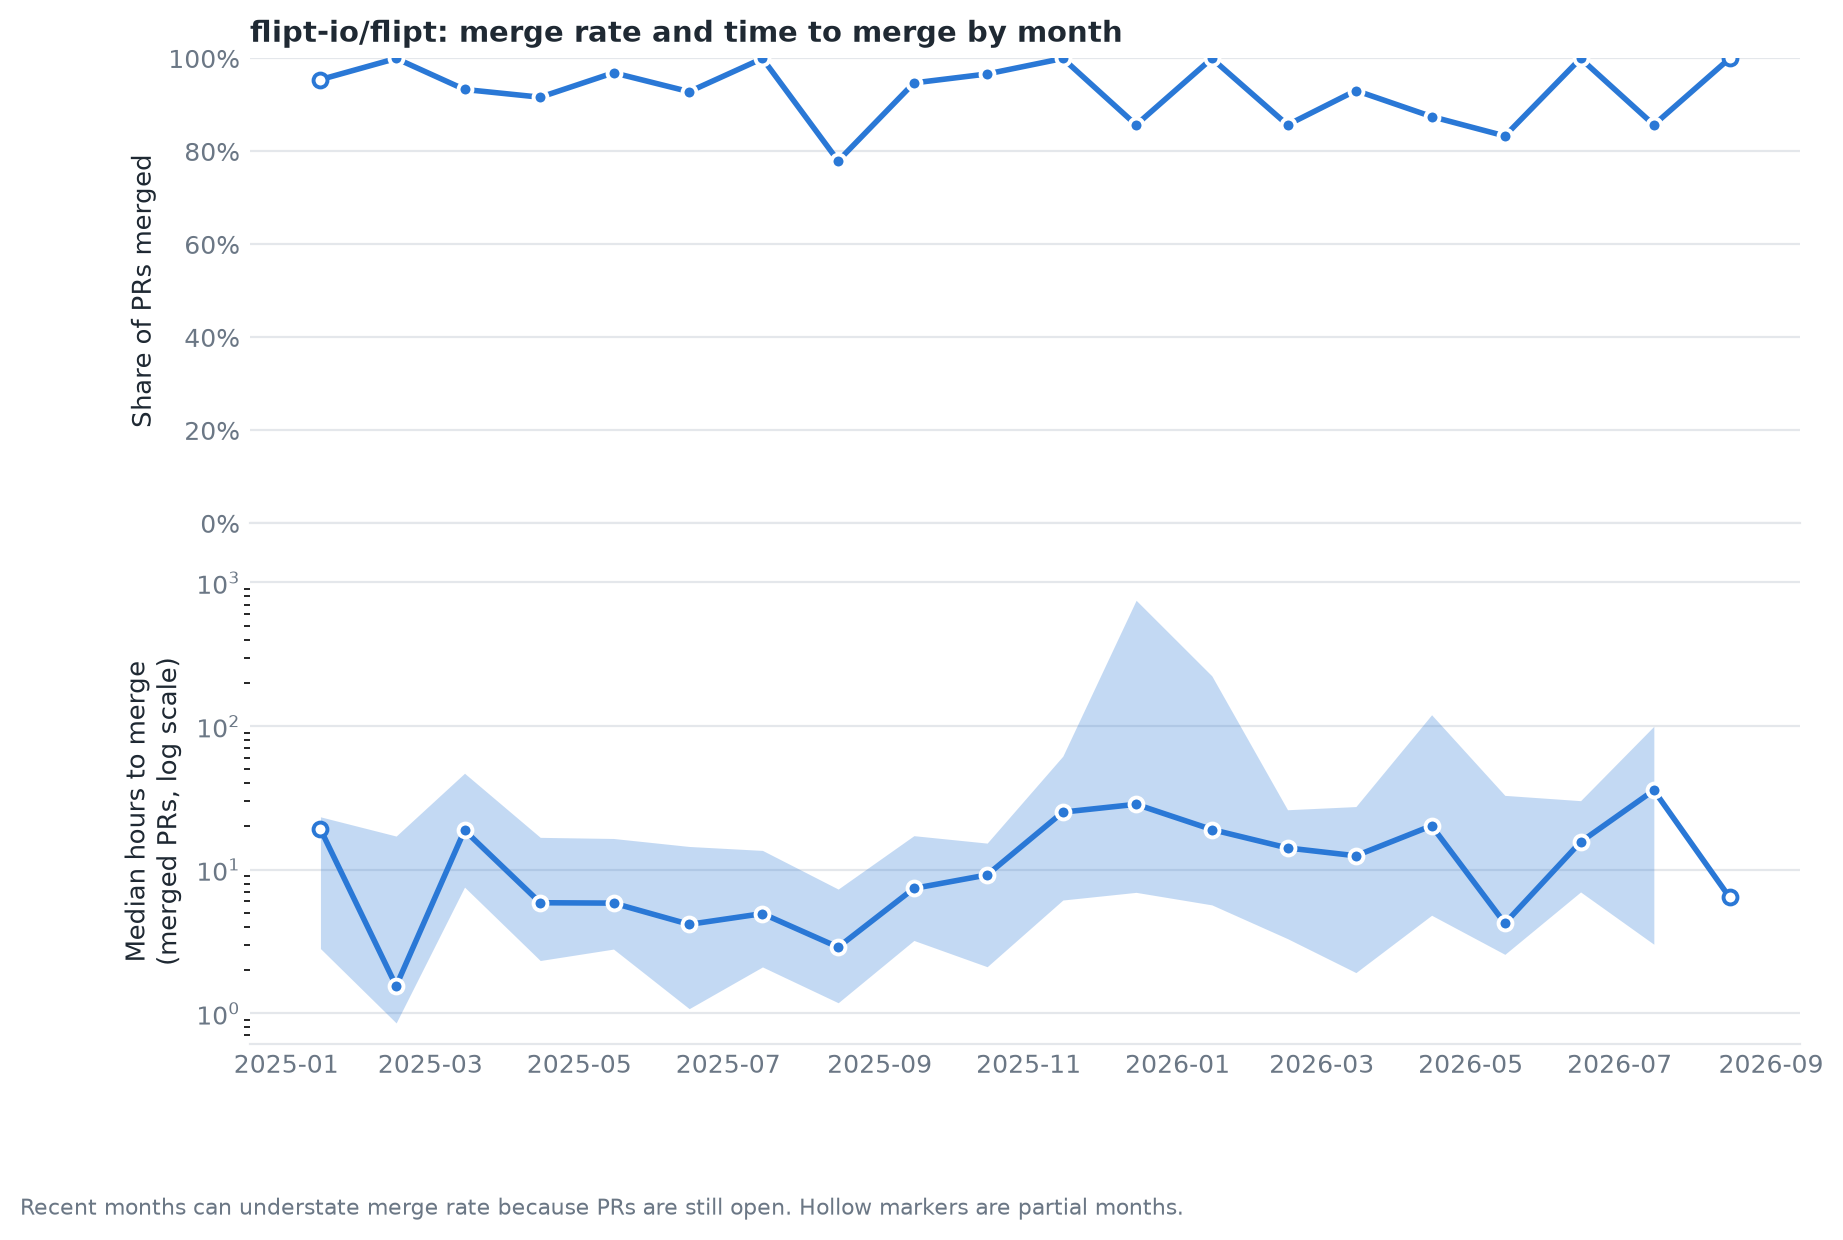 flipt-io/flipt: merge rate and time to merge by month
100%
80%
60%
40%
20%
0%
Share of PRs merged
10³
10²
10¹
10⁰
Median hours to merge
(merged PRs, log scale)
2025-01 2025-03 2025-05 2025-07 2025-09 2025-11 2026-01 2026-03 2026-05 2026-07 2026-09
Recent months can understate merge rate because PRs are still open. Hollow markers are partial months.